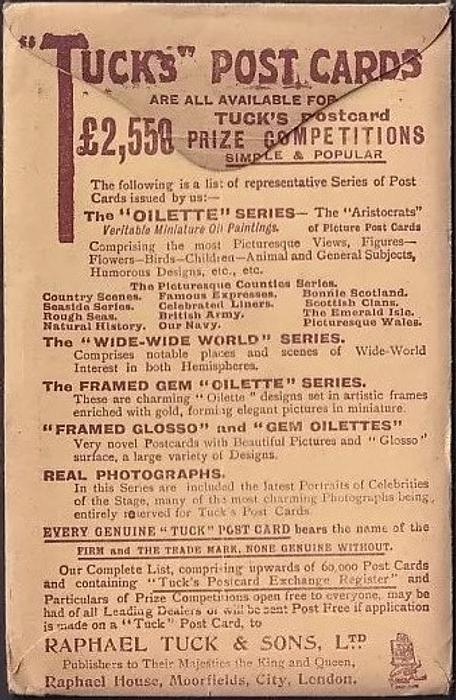 "TUCK'S" POST CARDS
ARE ALL AVAILABLE FOR
TUCK'S Postcard
£2,550 PRIZE COMPETITIONS
SIMPLE & POPULAR
The following is a list of representative Series of Post
Cards issued by us:—
The "OILETTE" SERIES— The "Aristocrats"
Veritable Miniature Oil Paintings. of Picture Post Cards
Comprising the most Picturesque Views, Figures—
Flowers—Birds—Children—Animal and General Subjects,
Humorous Designs, etc., etc.
The Picturesque Counties Series.
Country Scenes. Famous Expresses. Bonnie Scotland.
Seaside Series. Celebrated Liners. Scottish Clans.
Rough Seas. British Army. The Emerald Isle.
Natural History. Our Navy. Picturesque Wales.
The "WIDE-WIDE WORLD" SERIES.
Comprises notable places and scenes of Wide-World
Interest in both Hemispheres.
The FRAMED GEM "OILETTE" SERIES.
These are charming "Oilette" designs set in artistic frames
enriched with gold, forming elegant pictures in miniature.
"FRAMED GLOSSO" and "GEM OILETTES"
Very novel Postcards with Beautiful Pictures and "Glosso"
surface, a large variety of Designs.
REAL PHOTOGRAPHS.
In this Series are included the latest Portraits of Celebrities
of the Stage, many of the most charming Photographs being
entirely reserved for Tuck's Post Cards
EVERY GENUINE "TUCK" POST CARD bears the name of the
FIRM and THE TRADE MARK, NONE GENUINE WITHOUT.
Our Complete List, comprising upwards of 60,000 Post Cards
and containing "Tuck's Postcard Exchange Register" and
Particulars of Prize Competitions open free to everyone, may be
had of all Leading Dealers or will be sent Post Free if application
is made on a "Tuck" Post Card, to
RAPHAEL TUCK & SONS, LTD
Publishers to Their Majesties the King and Queen,
Raphael House, Moorfields, City, London.